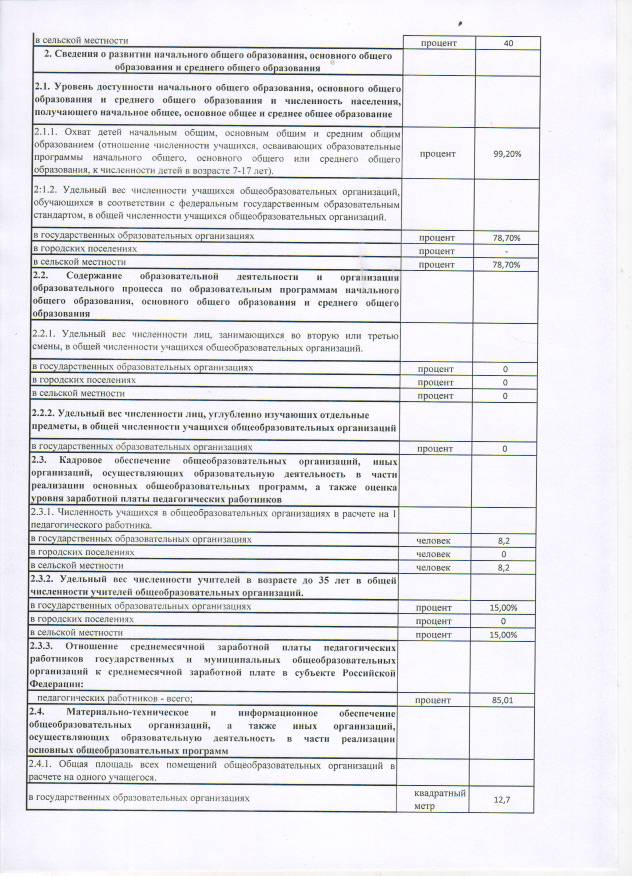 в сельской местности процент 40
2. Сведения о развитии начального общего образования, основного общего
образования и среднего общего образования
2.1. Уровень доступности начального общего образования, основного общего
образования и среднего общего образования и численность населения,
получающего начальное общее, основное общее и среднее общее образование
2.1.1. Охват детей начальным общим, основным общим и средним общим
образованием (отношение численности учащихся, осваивающих образовательные
программы начального общего, основного общего или среднего общего
образования, к численности детей в возрасте 7-17 лет). процент 99,20%
2:1.2. Удельный вес численности учащихся общеобразовательных организаций,
обучающихся в соответствии с федеральным государственным образовательным
стандартом, в общей численности учащихся общеобразовательных организаций.
в государственных образовательных организациях процент 78,70%
в городских поселениях процент -
в сельской местности процент 78,70%
2.2. Содержание образовательной деятельности и организация
образовательного процесса по образовательным программам начального
общего образования, основного общего образования и среднего общего
образования
2.2.1. Удельный вес численности лиц, занимающихся во вторую или третью
смены, в общей численности учащихся общеобразовательных организаций.
в государственных образовательных организациях процент 0
в городских поселениях процент 0
в сельской местности процент 0
2.2.2. Удельный вес численности лиц, углубленно изучающих отдельные
предметы, в общей численности учащихся общеобразовательных организаций
в государственных образовательных организациях процент 0
2.3. Кадровое обеспечение общеобразовательных организаций, иных
организаций, осуществляющих образовательную деятельность в части
реализации основных общеобразовательных программ, а также оценка
уровня заработной платы педагогических работников
2.3.1. Численность учащихся в общеобразовательных организациях в расчете на 1
педагогического работника.
в государственных образовательных организациях человек 8,2
в городских поселениях человек 0
в сельской местности человек 8,2
2.3.2. Удельный вес численности учителей в возрасте до 35 лет в общей
численности учителей общеобразовательных организаций.
в государственных образовательных организациях процент 15,00%
в городских поселениях процент 0
в сельской местности процент 15,00%
2.3.3. Отношение среднемесячной заработной платы педагогических
работников государственных и муниципальных общеобразовательных
организаций к среднемесячной заработной плате в субъекте Российской
Федерации:
педагогических работников - всего; процент 85,01
2.4. Материально-техническое и информационное обеспечение
общеобразовательных организаций, а также иных организаций,
осуществляющих образовательную деятельность в части реализации
основных общеобразовательных программ
2.4.1. Общая площадь всех помещений общеобразовательных организаций в
расчете на одного учащегося.
в государственных образовательных организациях квадратный
метр 12,7